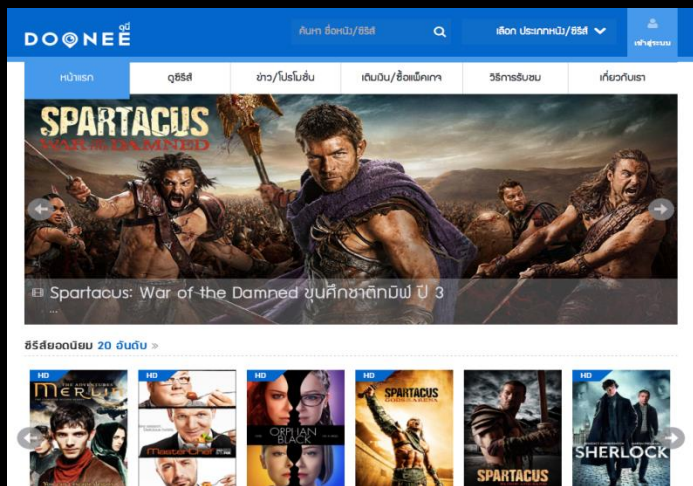 ดูนี่
DOONEE
ค้นหา ชื่อหนัง/ซีรีส์
เลือก ประเภทหนัง/ซีรีส์
เข้าสู่ระบบ
หน้าแรก
ดูซีรีส์
ข่าว/โปรโมชั่น
เติมเงิน/ซื้อแพ็คเกจ
วิธีการรับชม
เกี่ยวกับเรา
SPARTACUS
WAR OF THE DAMNED
Spartacus: War of the Damned ขุนศึกชาติทมิฬ ปี 3
...
ซีรีส์ยอดนิยม 20 อันดับ »
HD
THE ADVENTURES OF
MERLIN
HD
MasterChef
HD
ORPHAN
BLACK
HD
SPARTACUS
GODS OF THE ARENA
HD
SPARTACUS
HD
SHERLOCK